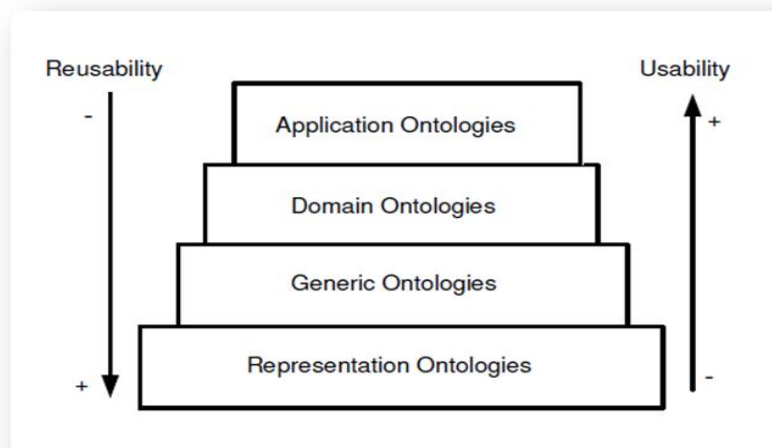 Reusability
Usability
-
+
Application Ontologies
Domain Ontologies
Generic Ontologies
Representation Ontologies
+
-